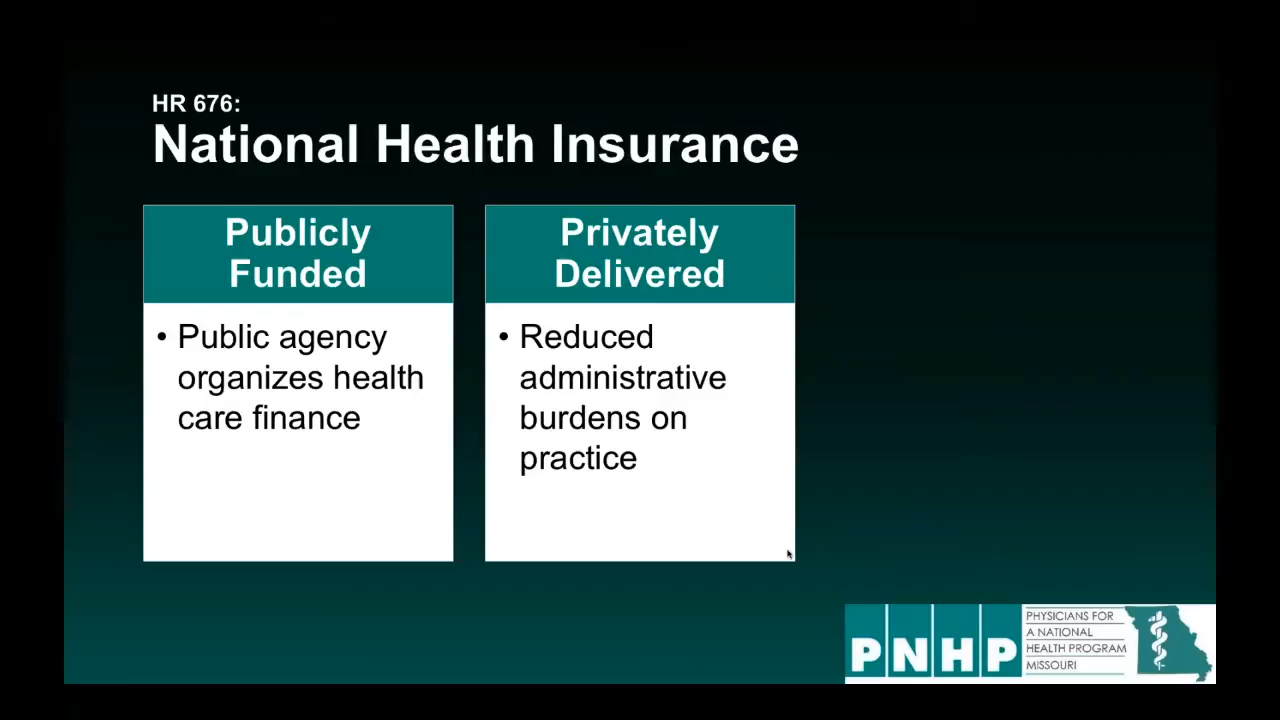 HR 676:
National Health Insurance
Publicly
Funded
• Public agency
organizes health
care finance
Privately
Delivered
• Reduced
administrative
burdens on
practice
PNHP
PHYSICIANS FOR
A NATIONAL
HEALTH PROGRAM
MISSOURI